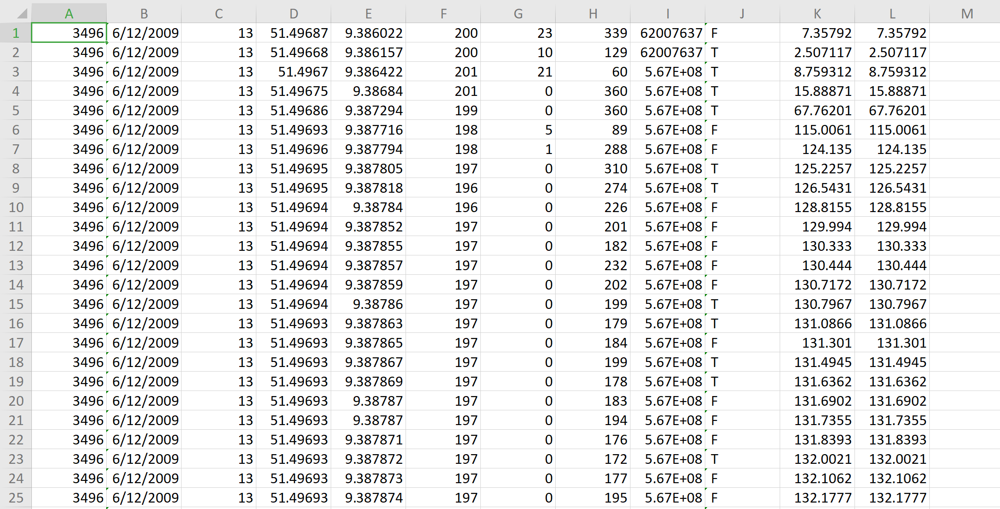 A B C D E F G H I J K L M
1 3496 6/12/2009 13 51.49687 9.386022 200 23 339 62007637 F 7.35792 7.35792
2 3496 6/12/2009 13 51.49668 9.386157 200 10 129 62007637 T 2.507117 2.507117
3 3496 6/12/2009 13 51.4967 9.386422 201 21 60 5.67E+08 T 8.759312 8.759312
4 3496 6/12/2009 13 51.49675 9.38684 201 0 360 5.67E+08 T 15.88871 15.88871
5 3496 6/12/2009 13 51.49686 9.387294 199 0 360 5.67E+08 T 67.76201 67.76201
6 3496 6/12/2009 13 51.49693 9.387716 198 5 89 5.67E+08 F 115.0061 115.0061
7 3496 6/12/2009 13 51.49696 9.387794 198 1 288 5.67E+08 F 124.135 124.135
8 3496 6/12/2009 13 51.49695 9.387805 197 0 310 5.67E+08 T 125.2257 125.2257
9 3496 6/12/2009 13 51.49695 9.387818 196 0 274 5.67E+08 T 126.5431 126.5431
10 3496 6/12/2009 13 51.49694 9.38784 196 0 226 5.67E+08 F 128.8155 128.8155
11 3496 6/12/2009 13 51.49694 9.387852 197 0 201 5.67E+08 F 129.994 129.994
12 3496 6/12/2009 13 51.49694 9.387855 197 0 182 5.67E+08 F 130.333 130.333
13 3496 6/12/2009 13 51.49694 9.387857 197 0 232 5.67E+08 F 130.444 130.444
14 3496 6/12/2009 13 51.49694 9.387859 197 0 202 5.67E+08 F 130.7172 130.7172
15 3496 6/12/2009 13 51.49694 9.38786 197 0 199 5.67E+08 T 130.7967 130.7967
16 3496 6/12/2009 13 51.49693 9.387863 197 0 179 5.67E+08 T 131.0866 131.0866
17 3496 6/12/2009 13 51.49693 9.387865 197 0 184 5.67E+08 F 131.301 131.301
18 3496 6/12/2009 13 51.49693 9.387867 197 0 199 5.67E+08 T 131.4945 131.4945
19 3496 6/12/2009 13 51.49693 9.387869 197 0 178 5.67E+08 T 131.6362 131.6362
20 3496 6/12/2009 13 51.49693 9.38787 197 0 183 5.67E+08 F 131.6902 131.6902
21 3496 6/12/2009 13 51.49693 9.38787 197 0 194 5.67E+08 F 131.7355 131.7355
22 3496 6/12/2009 13 51.49693 9.387871 197 0 176 5.67E+08 F 131.8393 131.8393
23 3496 6/12/2009 13 51.49693 9.387872 197 0 172 5.67E+08 T 132.0021 132.0021
24 3496 6/12/2009 13 51.49693 9.387873 197 0 177 5.67E+08 F 132.1062 132.1062
25 3496 6/12/2009 13 51.49693 9.387874 197 0 195 5.67E+08 F 132.1777 132.1777